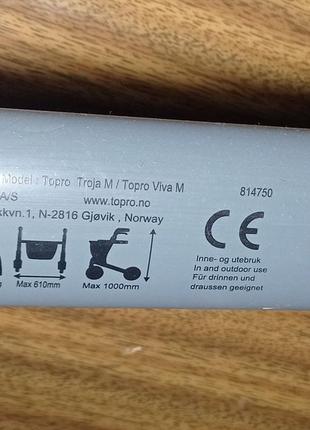 Model : Topro Troja M / Topro Viva M
A/S www.topro.no 814750
kkvn.1, N-2816 Gjøvik , Norway
CE
Inne- og utebruk
In and outdoor use
Für drinnen und
draussen geeignet
Max 610mm Max 1000mm